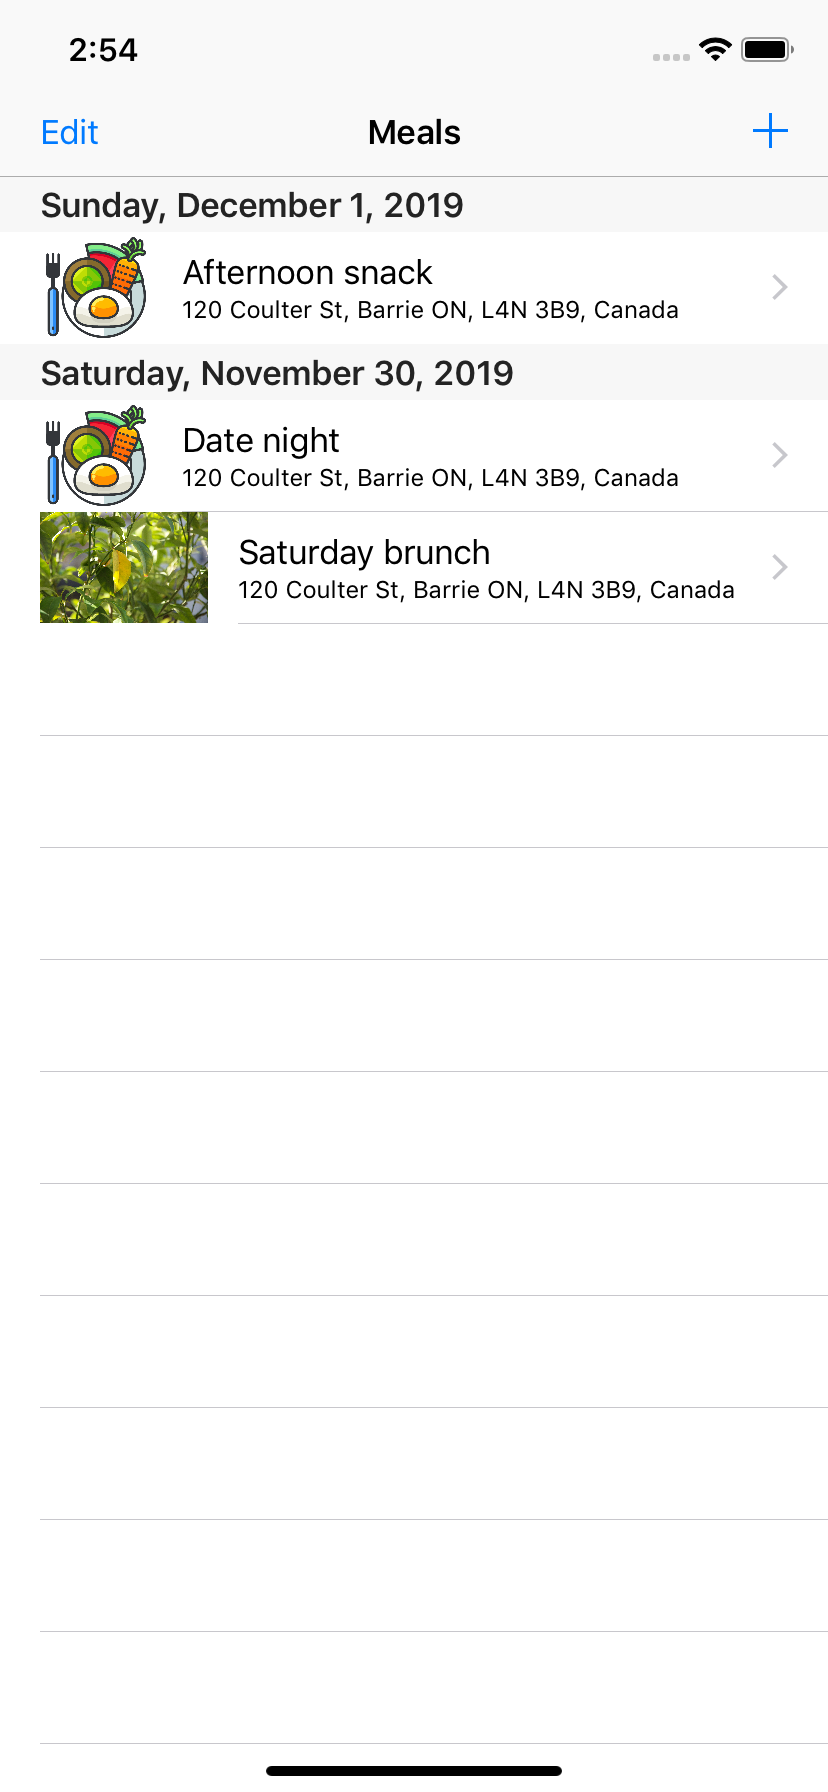 2:54
Edit
Meals
Sunday, December 1, 2019
Afternoon snack
120 Coulter St, Barrie ON, L4N 3B9, Canada
Saturday, November 30, 2019
Date night
120 Coulter St, Barrie ON, L4N 3B9, Canada
Saturday brunch
120 Coulter St, Barrie ON, L4N 3B9, Canada